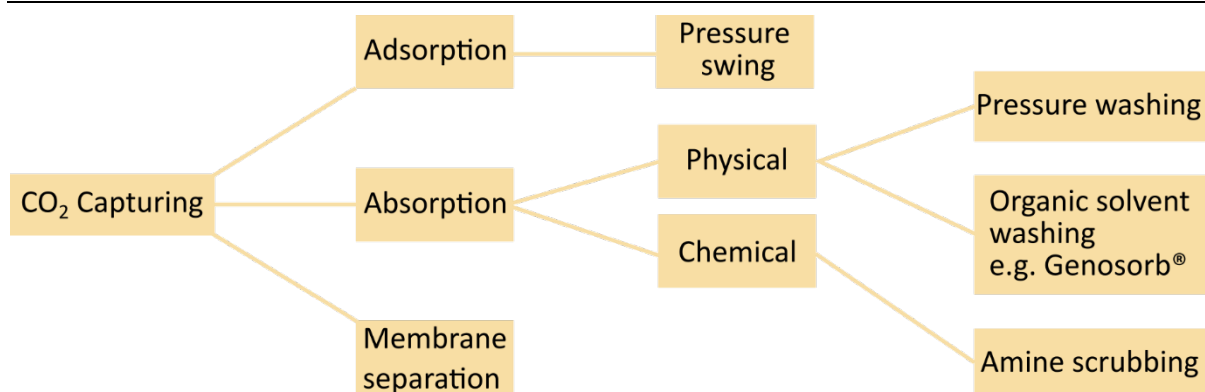 CO₂ Capturing
Adsorption
Pressure
swing
Absorption
Physical
Pressure washing
Organic solvent
washing
e.g. Genosorb®
Chemical
Amine scrubbing
Membrane
separation